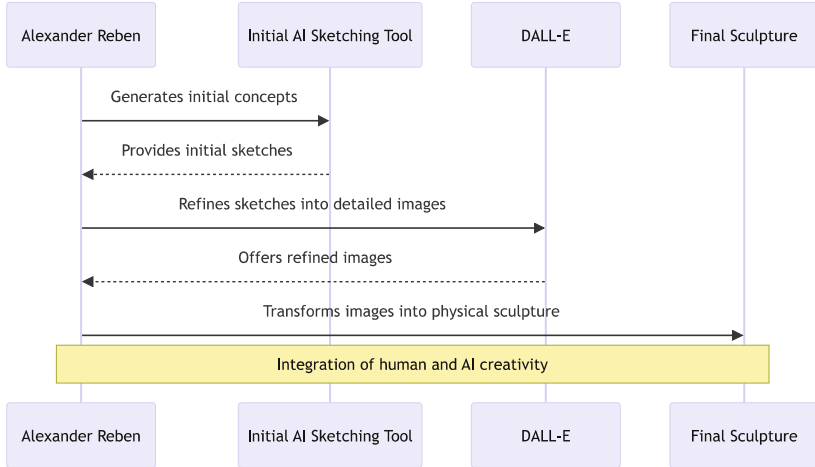 Alexander Reben
Initial AI Sketching Tool
DALL-E
Final Sculpture
Generates initial concepts
Provides initial sketches
Refines sketches into detailed images
Offers refined images
Transforms images into physical sculpture
Integration of human and AI creativity
Alexander Reben
Initial AI Sketching Tool
DALL-E
Final Sculpture